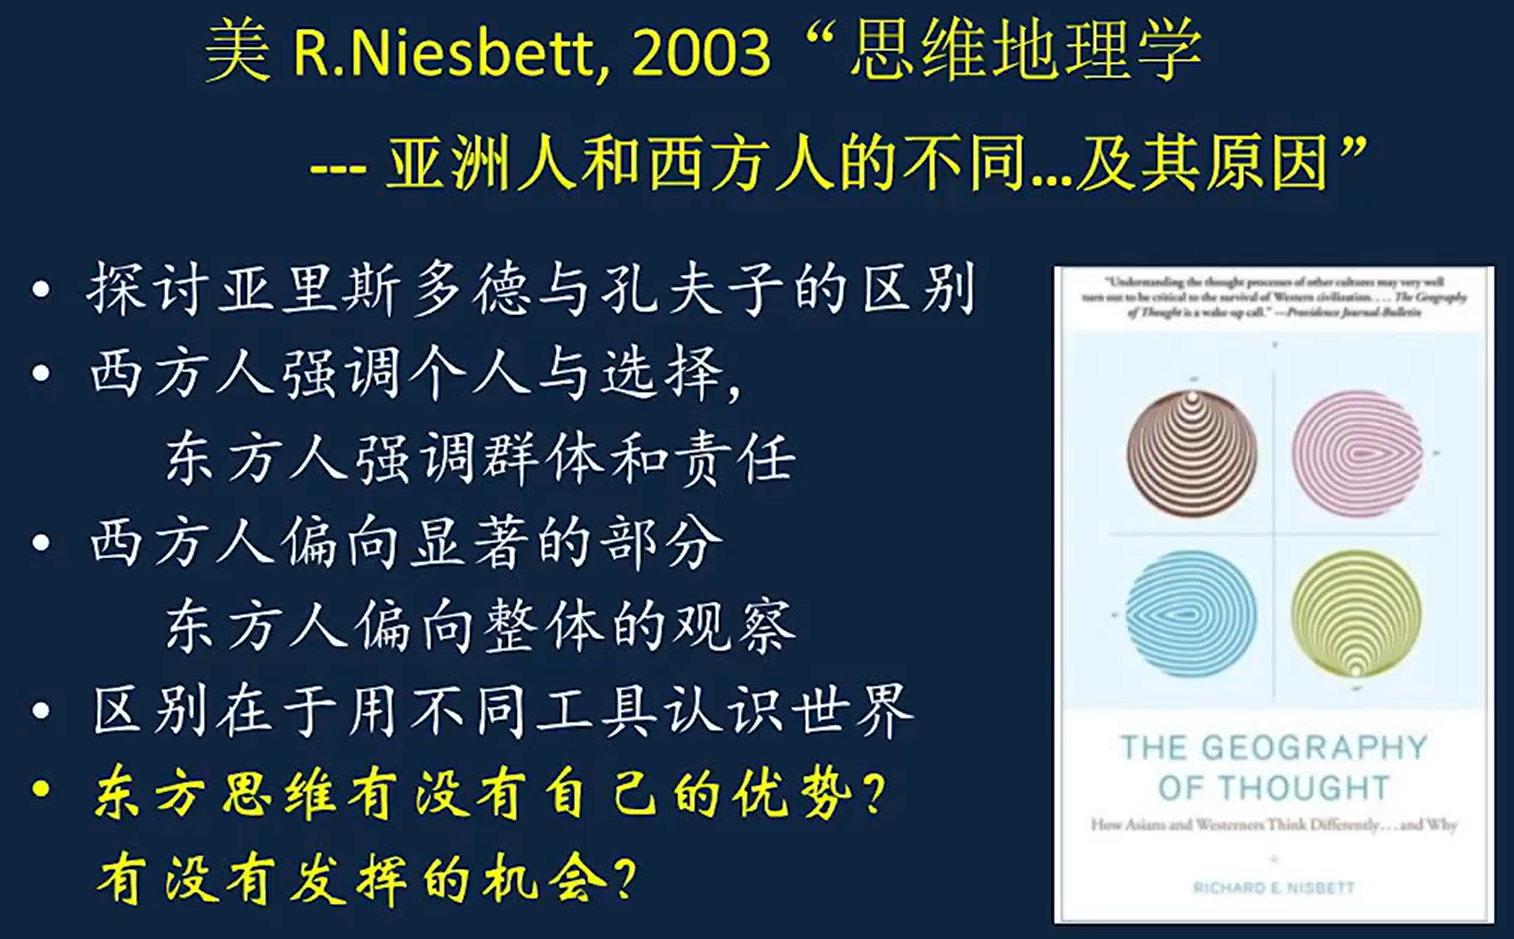 美 R.Niesbett, 2003 “思维地理学
--- 亚洲人和西方人的不同...及其原因”
• 探讨亚里斯多德与孔夫子的区别
• 西方人强调个人与选择,
东方人强调群体和责任
• 西方人偏向显著的部分
东方人偏向整体的观察
• 区别在于用不同工具认识世界
• 东方思维有没有自己的优势?
有没有发挥的机会?
"Understanding the thought processes of other cultures may very well
turn out to be critical to the survival of Western civilization.... The Geography
of Thought is a wake-up call." —Providence Journal-Bulletin
THE GEOGRAPHY
OF THOUGHT
How Asians and Westerners Think Differently...and Why
RICHARD E. NISBETT